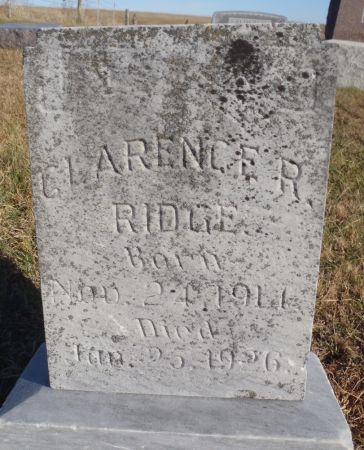 CLARENCE R.
RIDGE
Born
Nov. 24, 1911
Died
Jan. 25, 1926